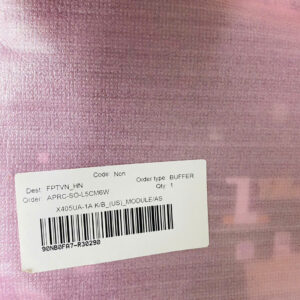 Code: Non
Dest: FPTVN_HN Order type: BUFFER
Order: APRC-SO-L5CM6W Qty: 1
X405UA-1A K/B_(US)_MODULE/AS
90NB0FA7-R30290